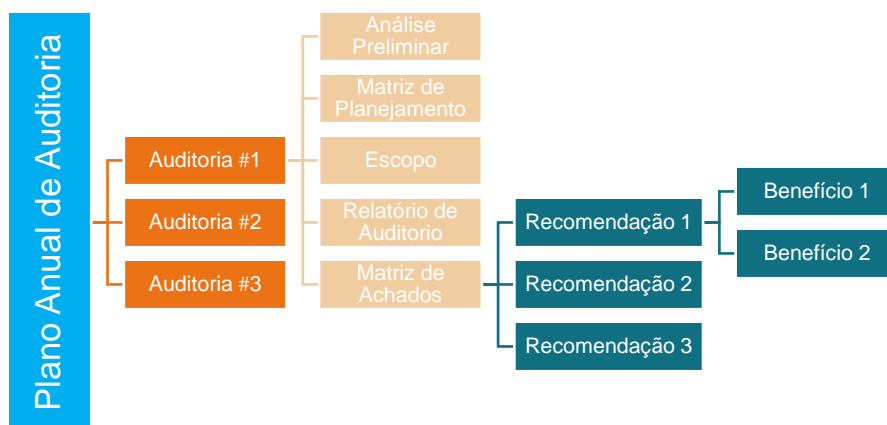 Plano Anual de Auditoria
Auditoria #1
Auditoria #2
Auditoria #3
Análise
Preliminar
Matriz de
Planejamento
Escopo
Relatório de
Auditorio
Matriz de
Achados
Recomendação 1
Recomendação 2
Recomendação 3
Benefício 1
Benefício 2